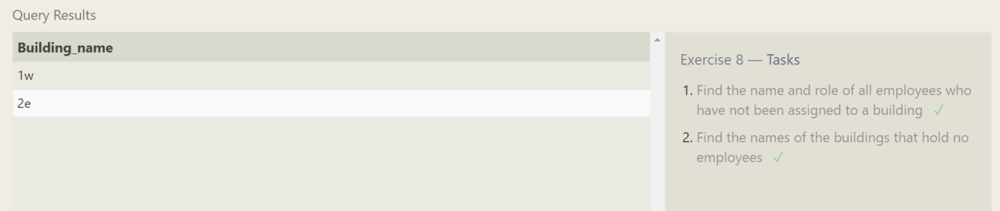 Query Results
Building_name
1w
2e
Exercise 8 — Tasks
1. Find the name and role of all employees who
have not been assigned to a building ✓
2. Find the names of the buildings that hold no
employees ✓